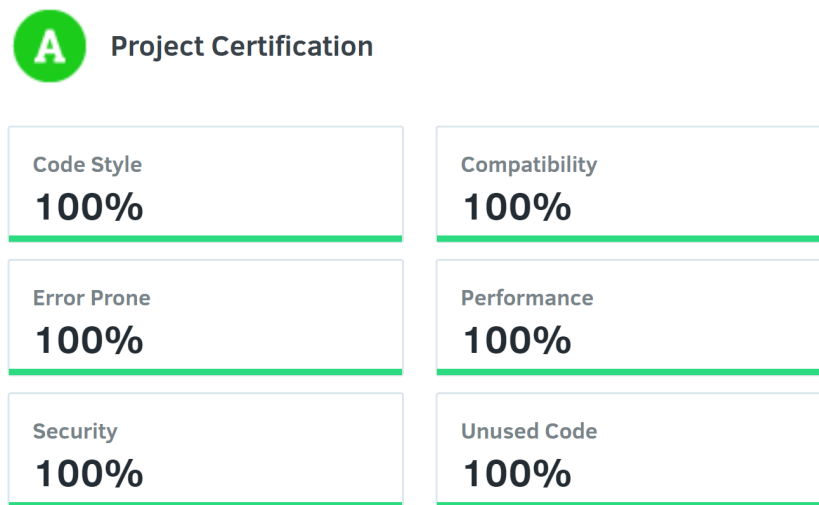 A Project Certification
Code Style
100%
Compatibility
100%
Error Prone
100%
Performance
100%
Security
100%
Unused Code
100%